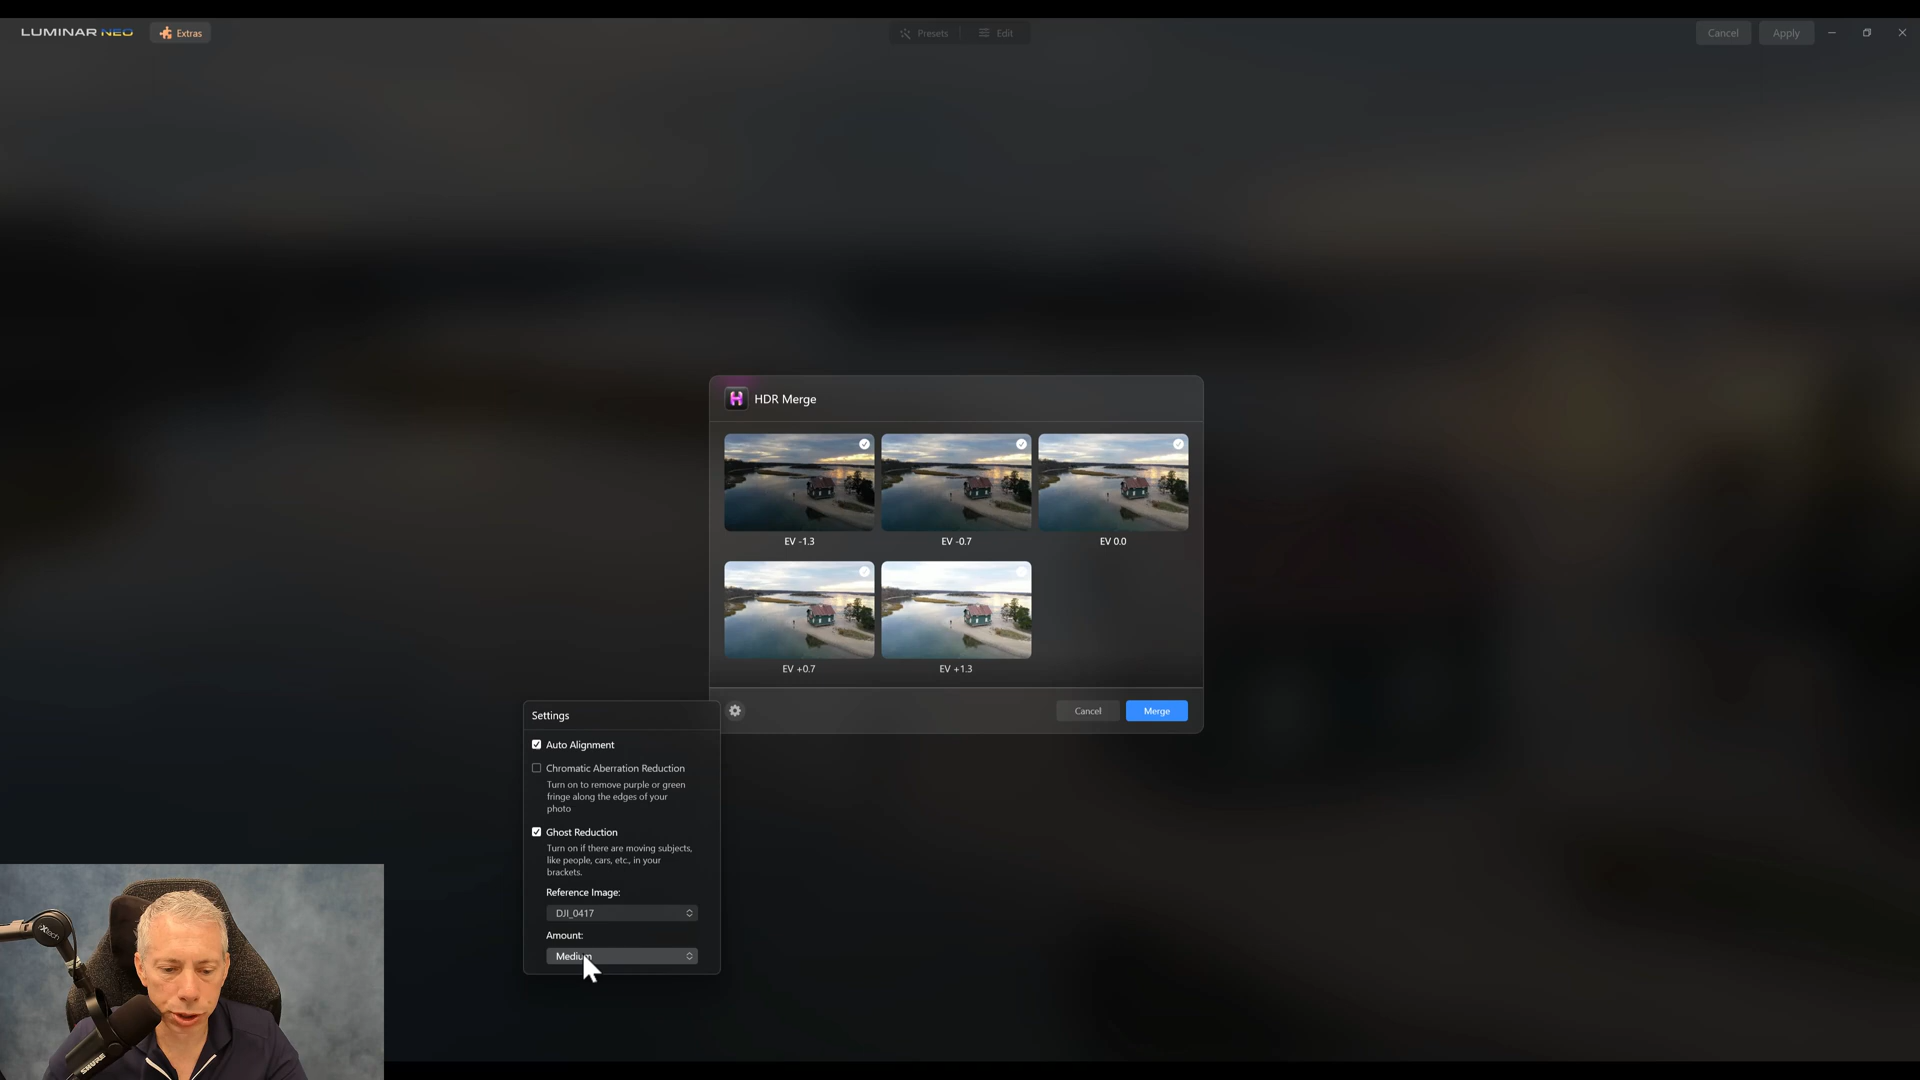 LUMINAR NEO
Extras
Presets
Edit
Cancel
Apply
HDR Merge
EV -1.3
EV -0.7
EV 0.0
EV +0.7
EV +1.3
Cancel
Merge
Settings
Auto Alignment
Chromatic Aberration Reduction
Turn on to remove purple or green
fringe along the edges of your
photo
Ghost Reduction
Turn on if there are moving subjects,
like people, cars, etc., in your
brackets.
Reference Image:
DJI_0417
Amount:
Medium
SHURE